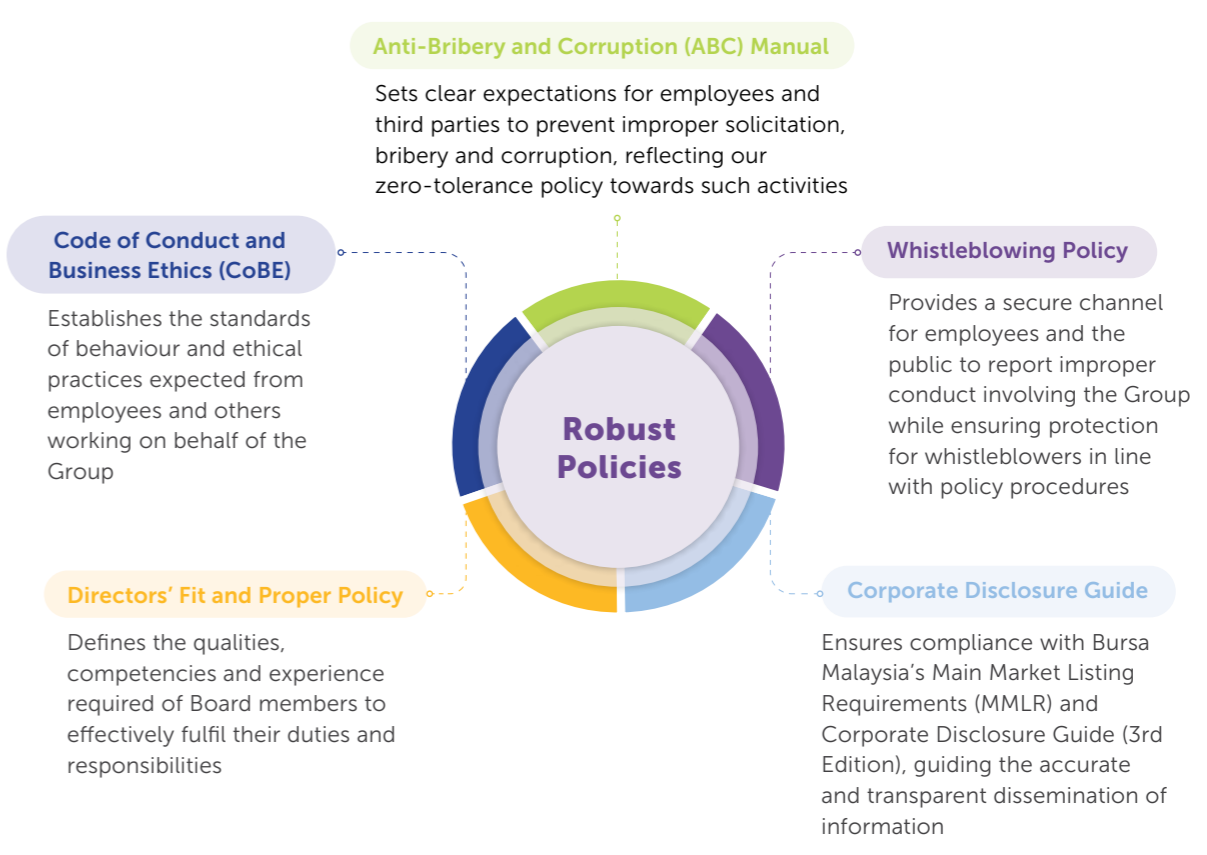 Anti-Bribery and Corruption (ABC) Manual
Sets clear expectations for employees and
third parties to prevent improper solicitation,
bribery and corruption, reflecting our
zero-tolerance policy towards such activities
Code of Conduct and
Business Ethics (CoBE)
Establishes the standards
of behaviour and ethical
practices expected from
employees and others
working on behalf of the
Group
Whistleblowing Policy
Provides a secure channel
for employees and the
public to report improper
conduct involving the Group
while ensuring protection
for whistleblowers in line
with policy procedures
Robust
Policies
Directors’ Fit and Proper Policy
Defines the qualities,
competencies and experience
required of Board members to
effectively fulfil their duties and
responsibilities
Corporate Disclosure Guide
Ensures compliance with Bursa
Malaysia’s Main Market Listing
Requirements (MMLR) and
Corporate Disclosure Guide (3rd
Edition), guiding the accurate
and transparent dissemination of
information